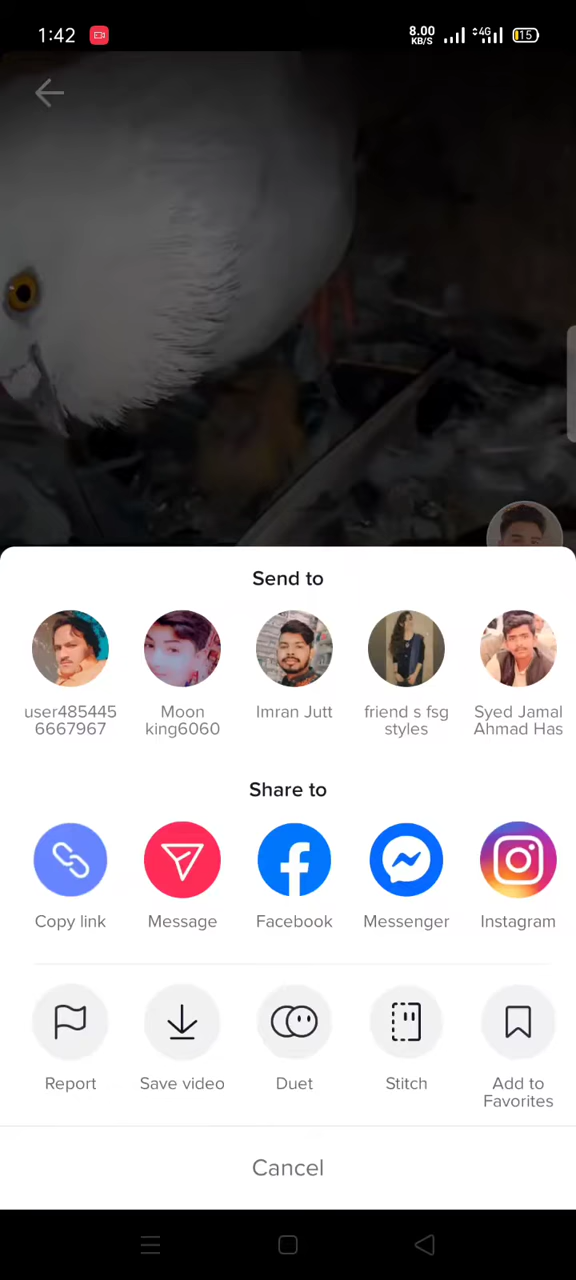 1:42
8.00
KB/S
4G
15
Send to
user485445
6667967
Moon
king6060
Imran Jutt
friend s fsg
styles
Syed Jamal
Ahmad Has
Share to
Copy link
Message
Facebook
Messenger
Instagram
Report
Save video
Duet
Stitch
Add to
Favorites
Cancel